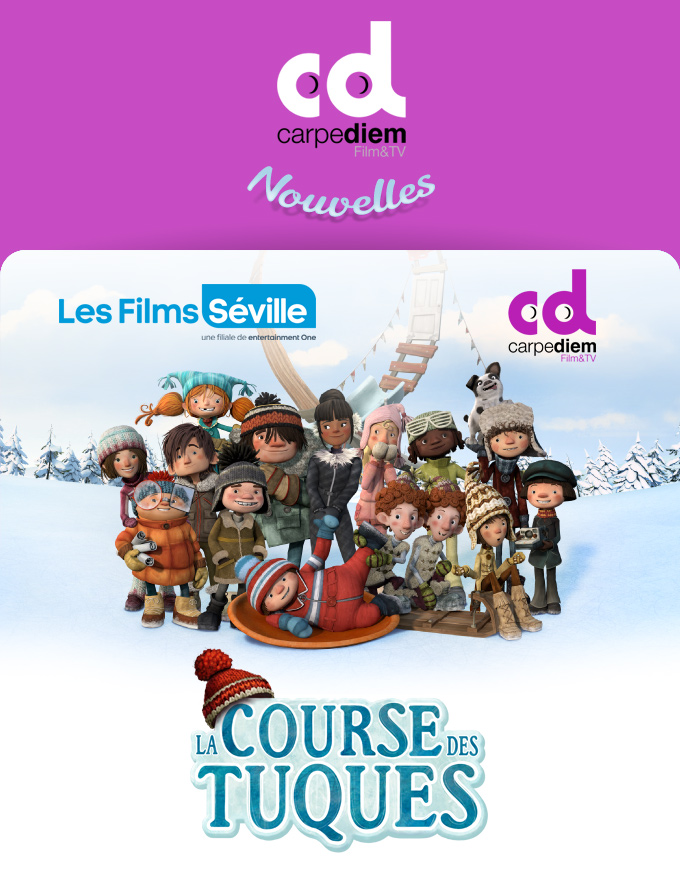 cd
carpediem
Film&TV
Nouvelles
Les Films Séville
une filiale de entertainment One
cd
carpediem
Film&TV
LA COURSE DES
TUQUES